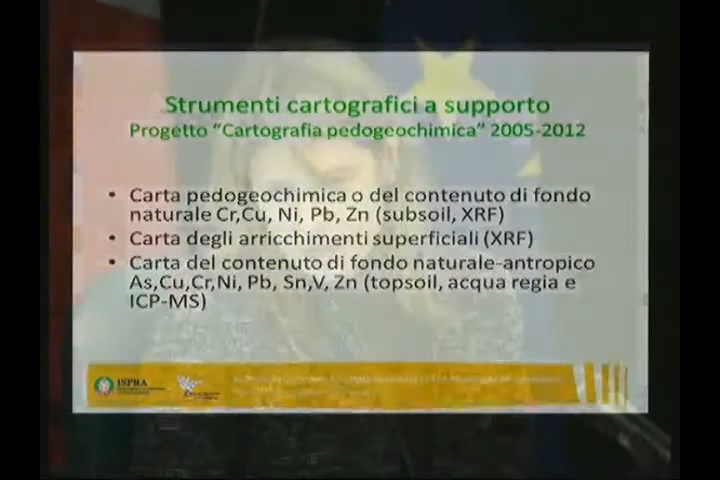 Strumenti cartografici a supporto
Progetto "Cartografia pedogeochimica" 2005-2012
• Carta pedogeochimica o del contenuto di fondo
naturale Cr,Cu, Ni, Pb, Zn (subsoil, XRF)
• Carta degli arricchimenti superficiali (XRF)
• Carta del contenuto di fondo naturale-antropico
As,Cu,Cr,Ni, Pb, Sn,V, Zn (topsoil, acqua regia e
ICP-MS)
ISPRA